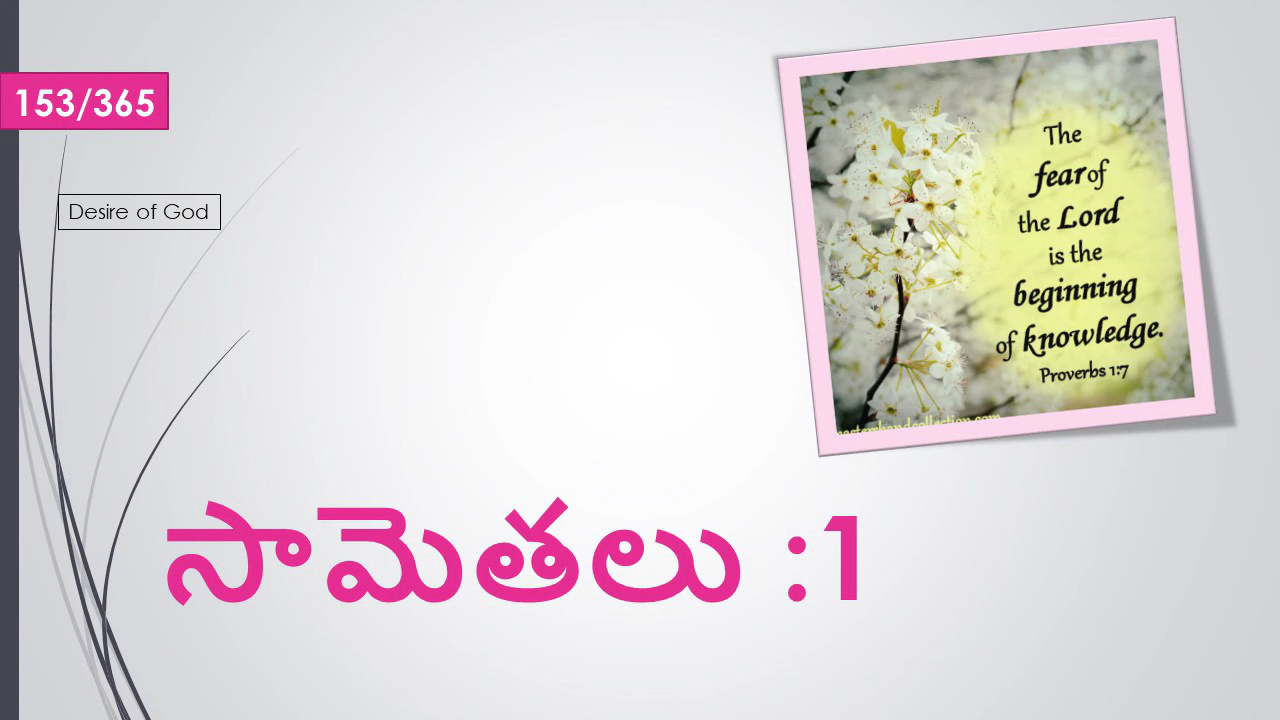 153/365
Desire of God
The
fear of
the Lord
is the
beginning
of knowledge.
Proverbs 1:7
సామెతలు :1